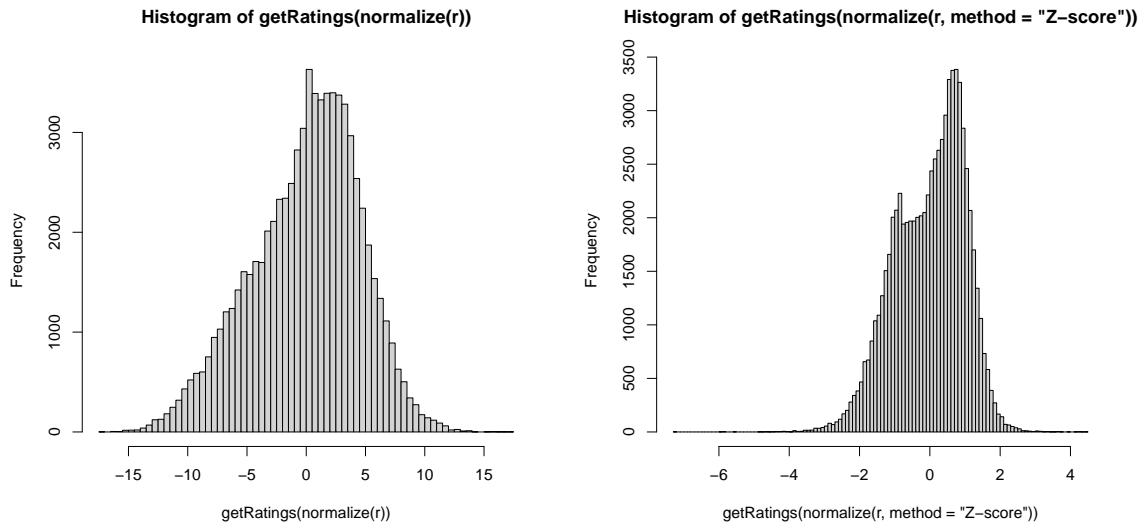 Histogram of getRatings(normalize(r))
Frequency
3000
2000
1000
0
−15 −10 −5 0 5 10 15
getRatings(normalize(r))
Histogram of getRatings(normalize(r, method = "Z−score"))
Frequency
3500
3000
2500
2000
1500
1000
500
0
−6 −4 −2 0 2 4
getRatings(normalize(r, method = "Z−score"))